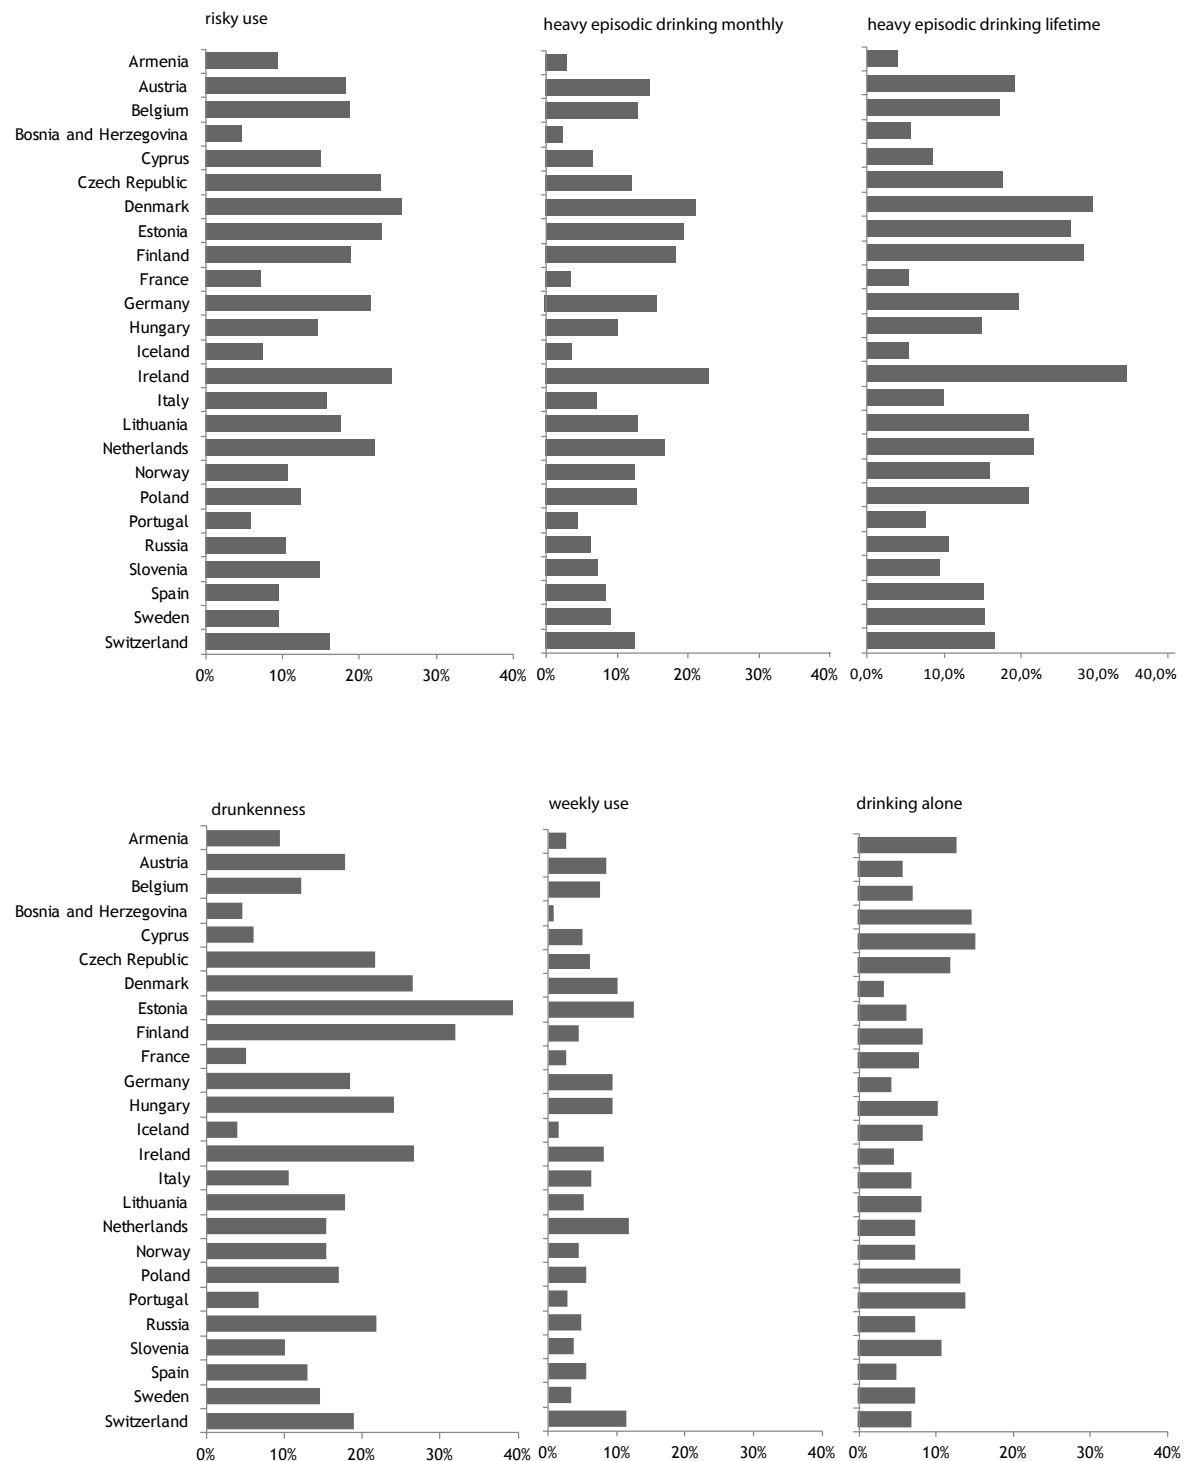 risky use
heavy episodic drinking monthly
heavy episodic drinking lifetime
Armenia
Austria
Belgium
Bosnia and Herzegovina
Cyprus
Czech Republic
Denmark
Estonia
Finland
France
Germany
Hungary
Iceland
Ireland
Italy
Lithuania
Netherlands
Norway
Poland
Portugal
Russia
Slovenia
Spain
Sweden
Switzerland
0% 10% 20% 30% 40%
0% 10% 20% 30% 40%
0,0% 10,0% 20,0% 30,0% 40,0%
drunkenness
weekly use
drinking alone
Armenia
Austria
Belgium
Bosnia and Herzegovina
Cyprus
Czech Republic
Denmark
Estonia
Finland
France
Germany
Hungary
Iceland
Ireland
Italy
Lithuania
Netherlands
Norway
Poland
Portugal
Russia
Slovenia
Spain
Sweden
Switzerland
0% 10% 20% 30% 40%
0% 10% 20% 30% 40%
0% 10% 20% 30% 40%